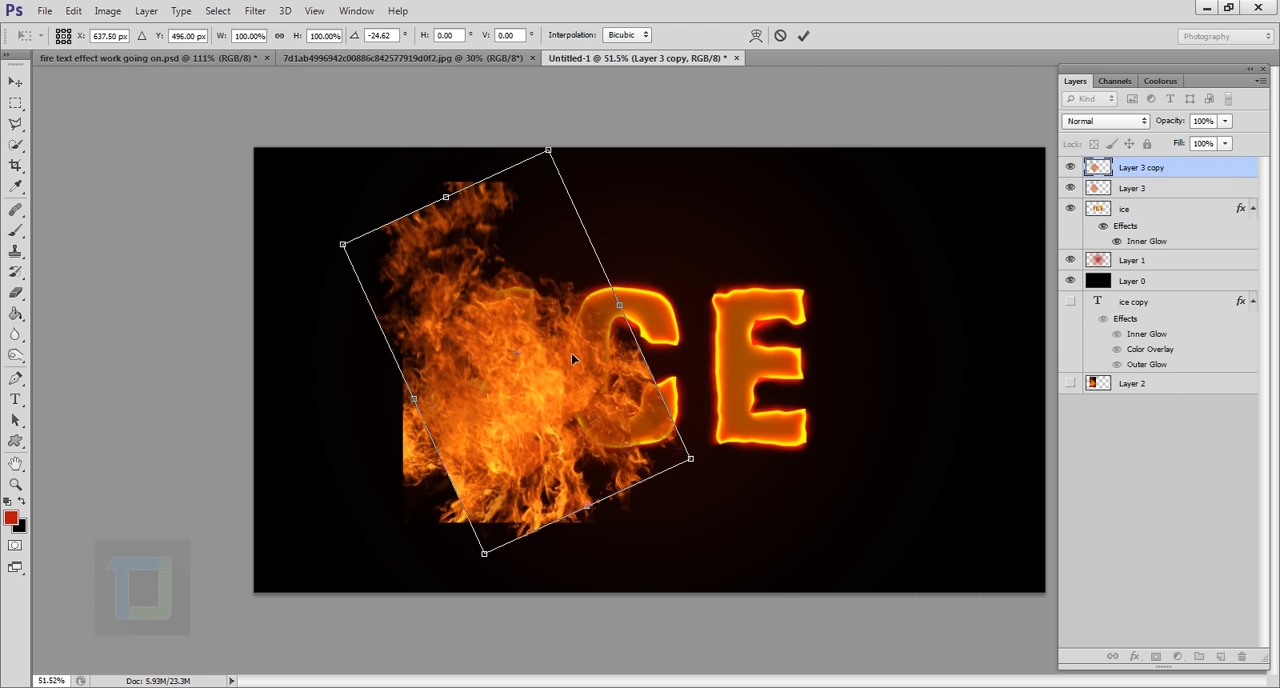 Ps File Edit Image Layer Type Select Filter 3D View Window Help
X: 637.50 px Y: 496.00 px W: 100.00% H: 100.00% -24.62 ° H: 0.00 ° V: 0.00 ° Interpolation: Bicubic Photography
fire text effect work going on.psd @ 111% (RGB/8) * × 7d1ab4996942c00886c842577919d0f2.jpg @ 30% (RGB/8*) × Untitled-1 @ 51.5% (Layer 3 copy, RGB/8) * ×
Layers Channels Coolorus
Kind
Normal Opacity: 100%
Lock: Fill: 100%
Layer 3 copy
Layer 3
ice fx
Effects
Inner Glow
Layer 1
Layer 0
T ice copy fx
Effects
Inner Glow
Color Overlay
Outer Glow
Layer 2
CE
51.52% Doc: 5.93M/23.3M